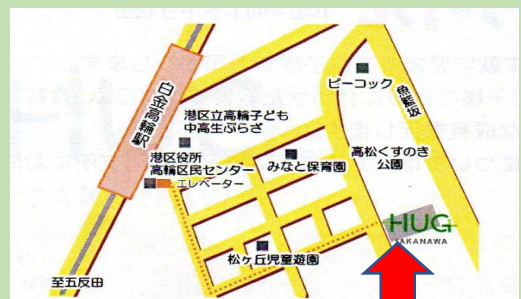 白金高輪駅
ピーコック
魚籃坂
港区立高輪子ども
中高生ぷらざ
港区役所
高輪区民センター
エレベーター
みなと保育園
高松くすのき
公園
HUG
TAKANAWA
松ヶ丘児童遊園
至五反田